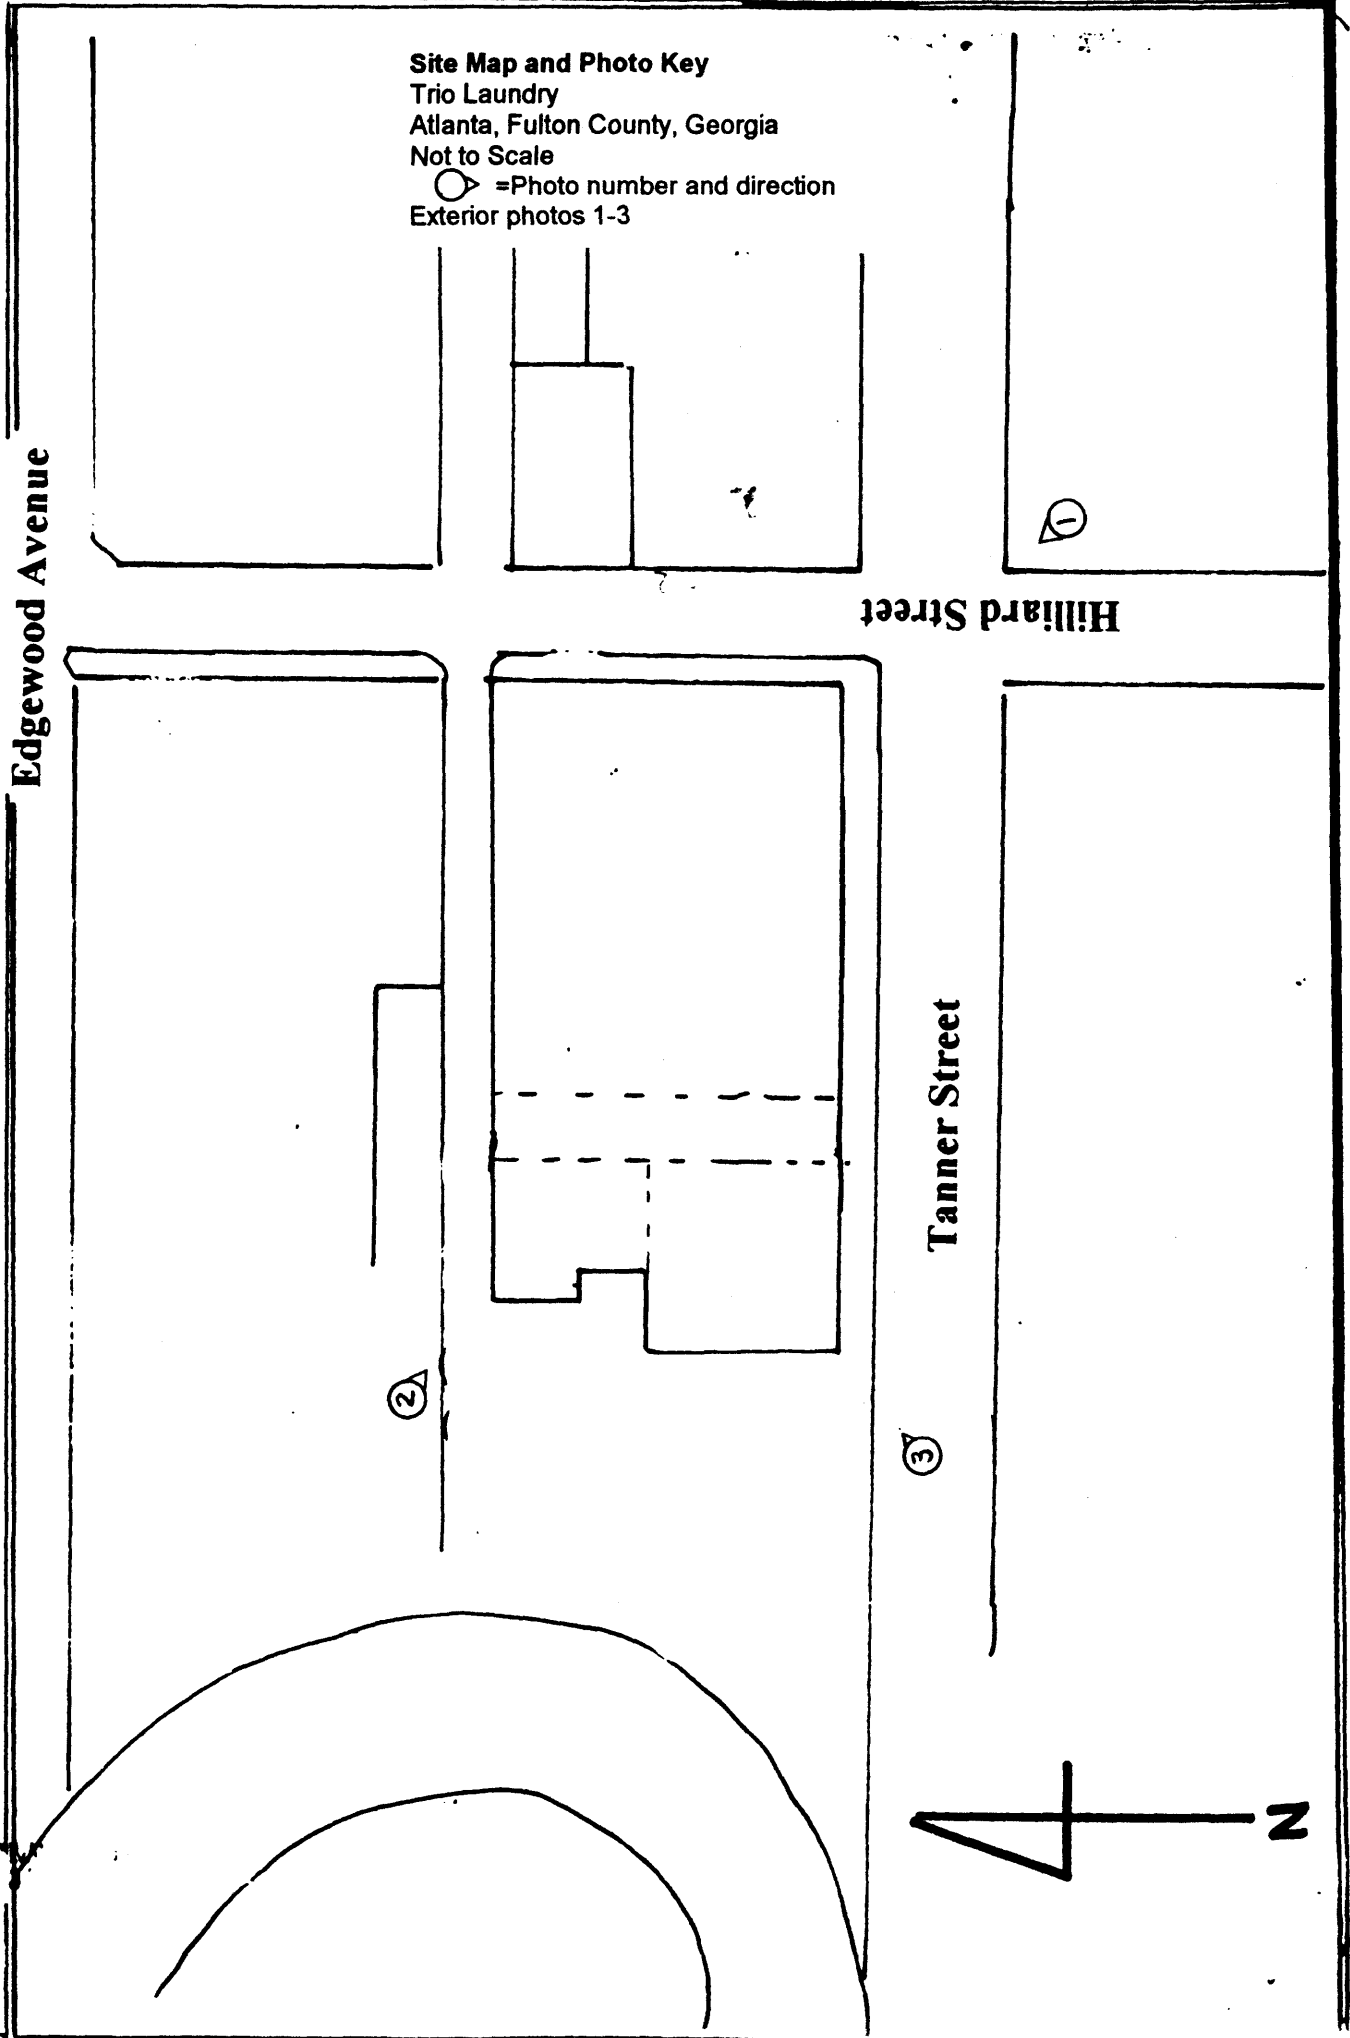 Site Map and Photo Key
Trio Laundry
Atlanta, Fulton County, Georgia
Not to Scale
=Photo number and direction
Exterior photos 1-3
Edgewood Avenue
1
Hilliard Street
Tanner Street
2
3
N